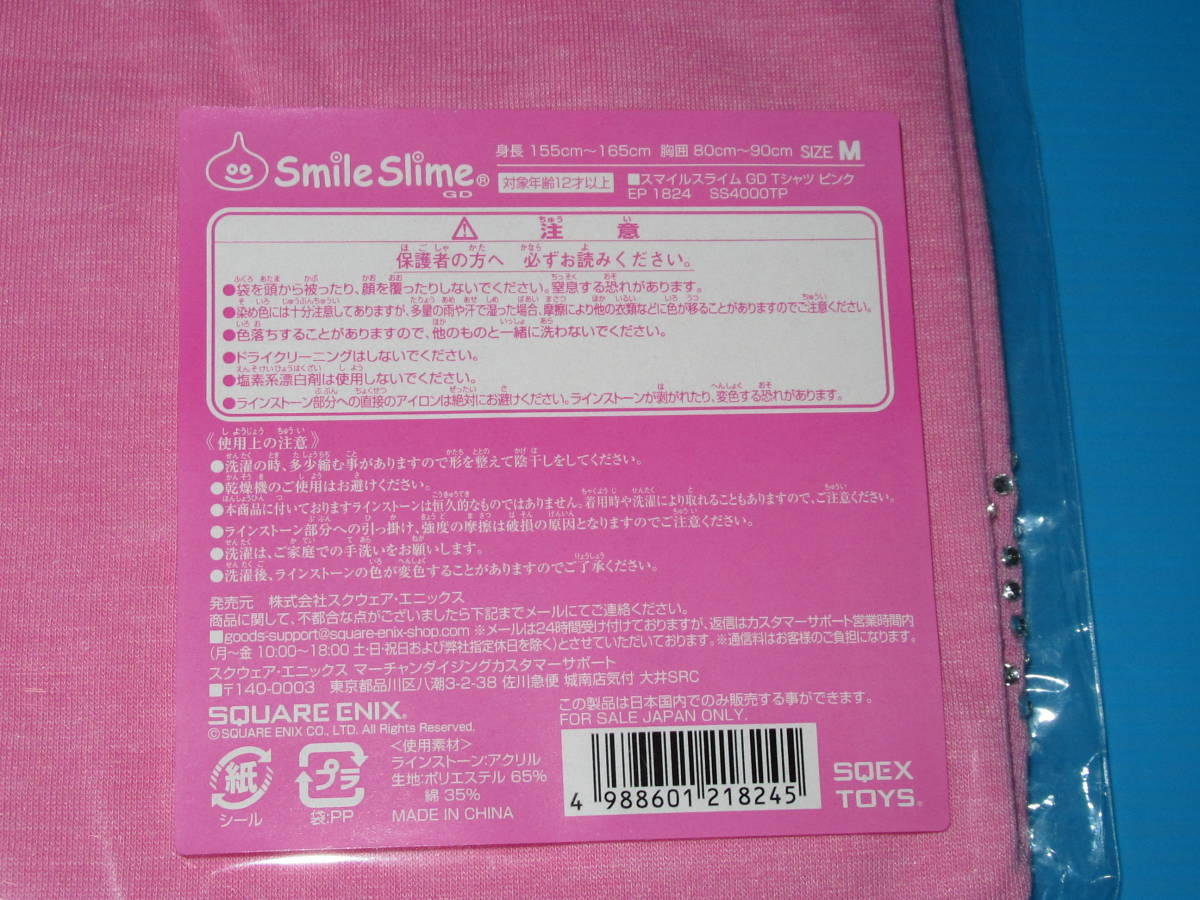 Smile Slime® GD
身長 155cm～165cm 胸囲 80cm～90cm SIZE M
対象年齢12才以上
■スマイルスライム GD Tシャツ ピンク
EP 1824 SS4000TP
⚠ 注意
保護者の方へ 必ずお読みください。
●袋を頭から被ったり、顔を覆ったりしないでください。窒息する恐れがあります。
●染め色には十分注意してありますが、多量の雨や汗で湿った場合、摩擦により他の衣類などに色が移ることがありますのでご注意ください。
●色落ちすることがありますので、他のものと一緒に洗わないでください。
●ドライクリーニングはしないでください。
●塩素系漂白剤は使用しないでください。
●ラインストーン部分への直接のアイロンは絶対にお避けください。ラインストーンが剥がれたり、変色する恐れがあります。
《使用上の注意》
●洗濯の時、多少縮む事がありますので形を整えて陰干しをしてください。
●乾燥機のご使用はお避けください。
●本商品に付いておりますラインストーンは恒久的なものではありません。着用時や洗濯により取れることもありますので、ご注意ください。
●ラインストーン部分への引っ掛け、強度の摩擦は破損の原因となりますのでご注意ください。
●洗濯は、ご家庭での手洗いをお願いします。
●洗濯後、ラインストーンの色が変色することがありますのでご了承ください。
発売元 株式会社スクウェア・エニックス
商品に関して、不都合な点がございましたら下記までメールにてご連絡ください。
■goods-support@square-enix-shop.com ※メールは24時間受け付けておりますが、返信はカスタマーサポート営業時間内
(月～金 10:00～18:00 土・日・祝日および弊社指定休日を除く)とさせていただいております。※通信料はお客様のご負担になります。
スクウェア・エニックス マーチャンダイジングカスタマーサポート
■〒140-0003 東京都品川区八潮3-2-38 佐川急便 城南店気付 大井SRC
この製品は日本国内でのみ販売する事ができます。
FOR SALE JAPAN ONLY.
SQUARE ENIX.
©SQUARE ENIX CO., LTD. All Rights Reserved.
紙
シール
プラ
袋:PP
<使用素材>
ラインストーン:アクリル
生地:ポリエステル 65%
綿 35%
MADE IN CHINA
4 988601 218245
SQEX TOYS.